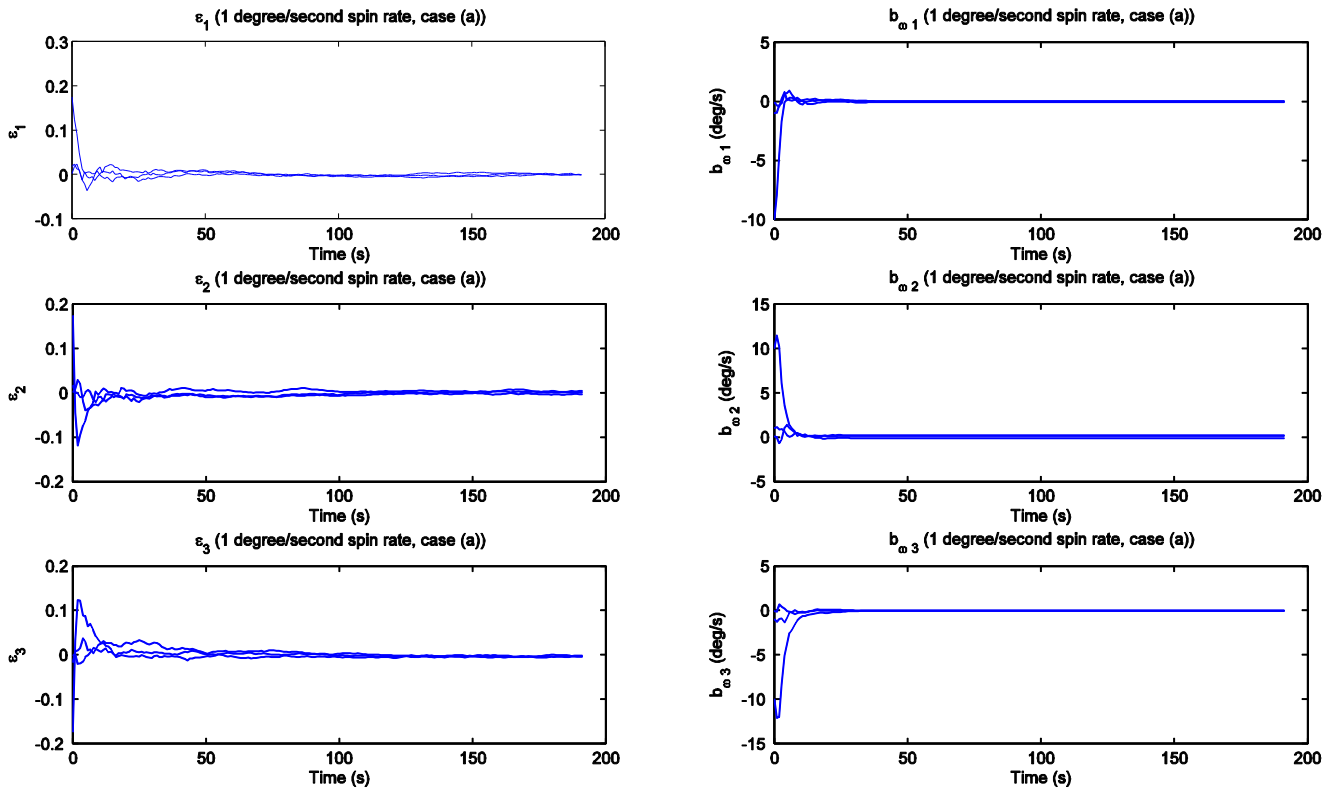 ε1 (1 degree/second spin rate, case (a))
0.3
0.2
0.1
0
-0.1
ε1
0 50 100 150 200
Time (s)
bω 1 (1 degree/second spin rate, case (a))
5
0
-5
-10
bω 1 (deg/s)
0 50 100 150 200
Time (s)
ε2 (1 degree/second spin rate, case (a))
0.2
0.1
0
-0.1
-0.2
ε2
0 50 100 150 200
Time (s)
bω 2 (1 degree/second spin rate, case (a))
15
10
5
0
-5
bω 2 (deg/s)
0 50 100 150 200
Time (s)
ε3 (1 degree/second spin rate, case (a))
0.2
0.1
0
-0.1
-0.2
ε3
0 50 100 150 200
Time (s)
bω 3 (1 degree/second spin rate, case (a))
5
0
-5
-10
-15
bω 3 (deg/s)
0 50 100 150 200
Time (s)